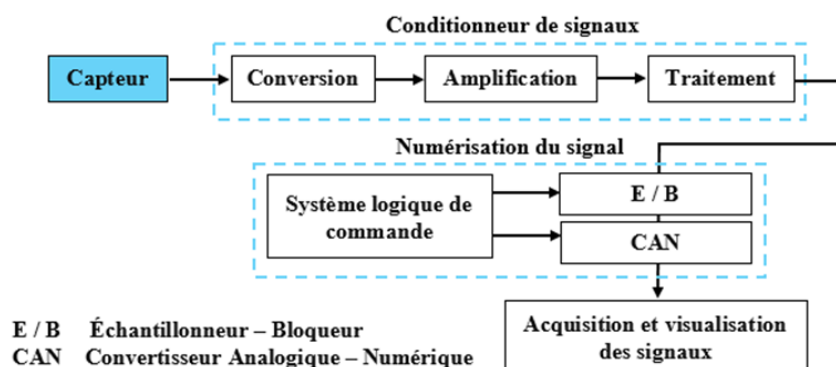 Conditionneur de signaux
Capteur
Conversion
Amplification
Traitement
Numérisation du signal
Système logique de
commande
E / B
CAN
Acquisition et visualisation
des signaux
E / B Échantillonneur – Bloqueur
CAN Convertisseur Analogique – Numérique